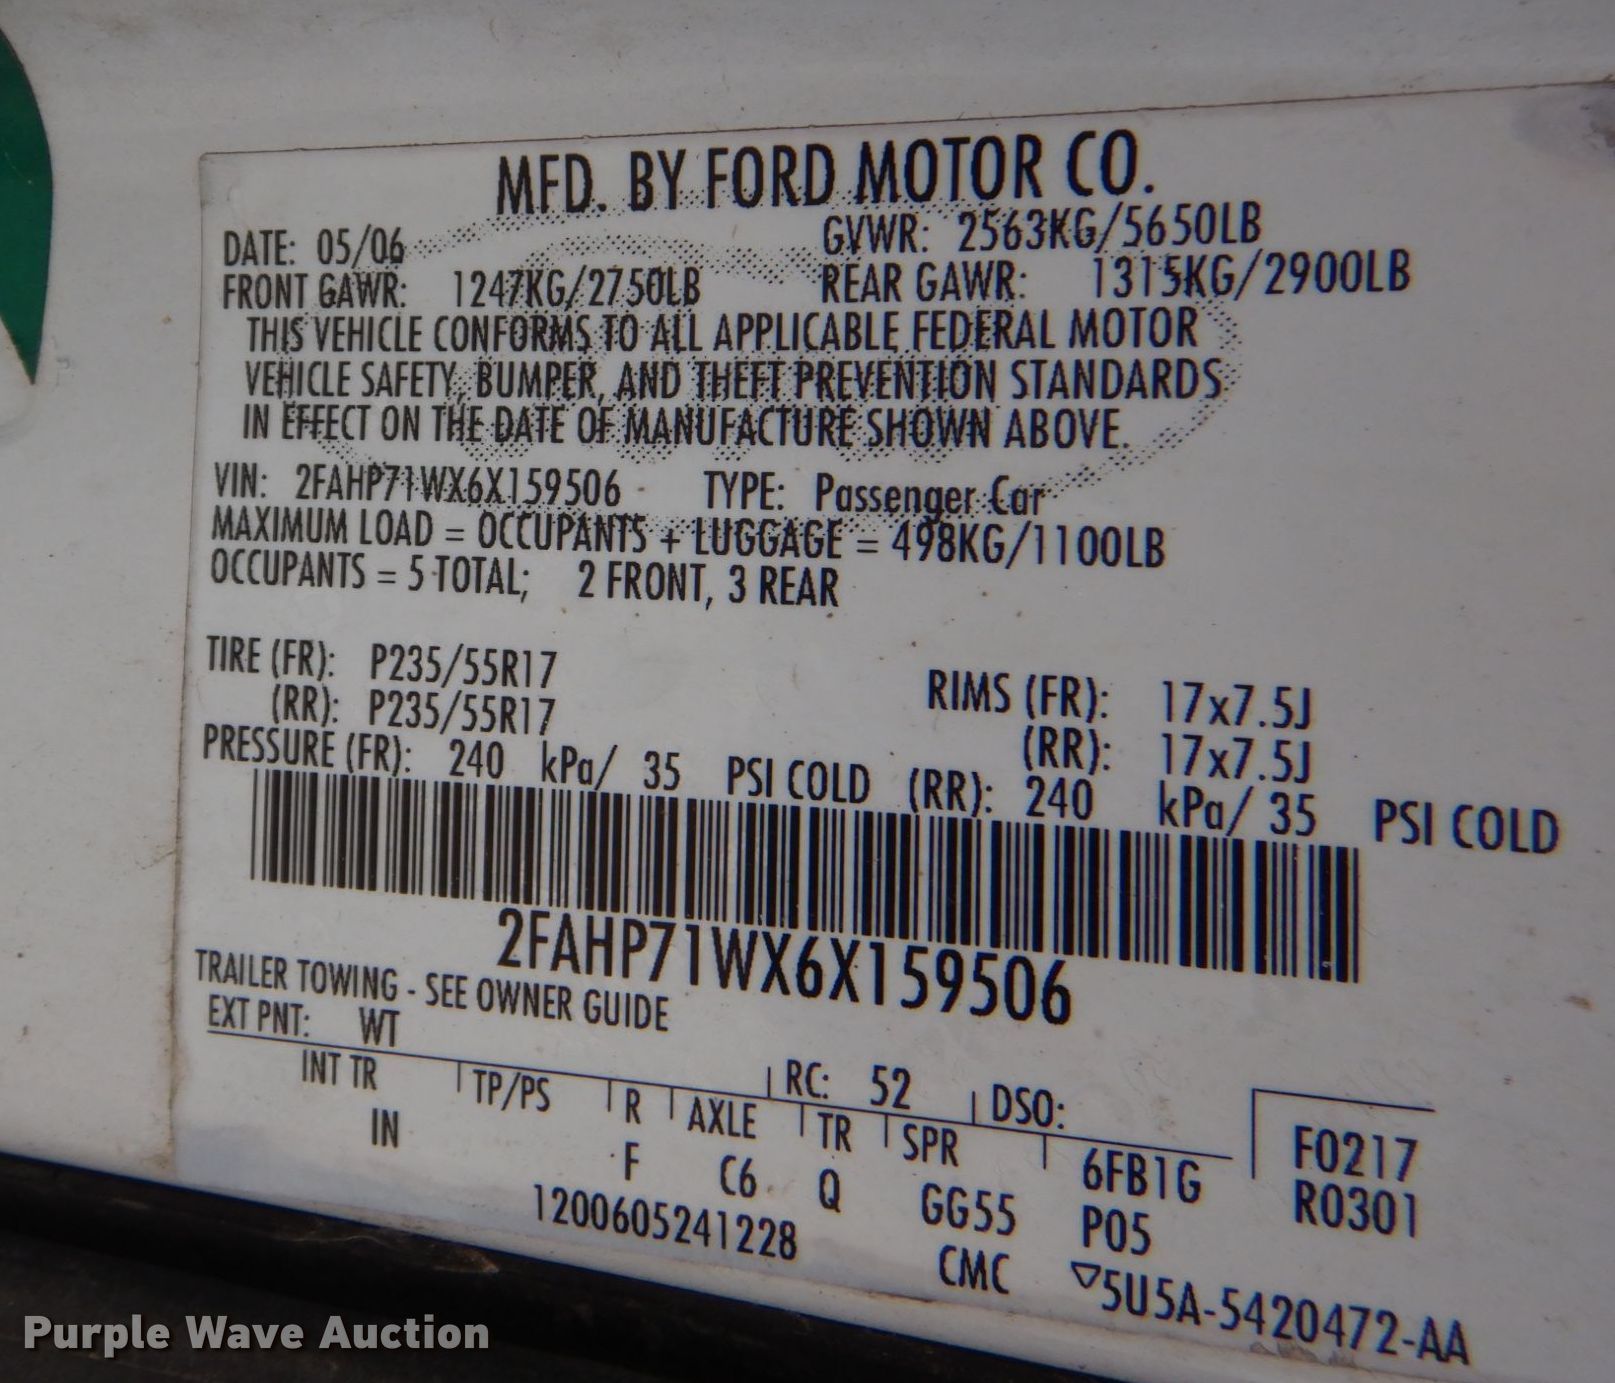 MFD. BY FORD MOTOR CO.
DATE: 05/06 GVWR: 2563KG/5650LB
FRONT GAWR: 1247KG/2750LB REAR GAWR: 1315KG/2900LB
THIS VEHICLE CONFORMS TO ALL APPLICABLE FEDERAL MOTOR
VEHICLE SAFETY, BUMPER, AND THEFT PREVENTION STANDARDS
IN EFFECT ON THE DATE OF MANUFACTURE SHOWN ABOVE.
VIN: 2FAHP71WX6X159506 TYPE: Passenger Car
MAXIMUM LOAD = OCCUPANTS + LUGGAGE = 498KG/1100LB
OCCUPANTS = 5 TOTAL; 2 FRONT, 3 REAR
TIRE (FR): P235/55R17 RIMS (FR): 17x7.5J
(RR): P235/55R17 (RR): 17x7.5J
PRESSURE (FR): 240 kPa/ 35 PSI COLD (RR): 240 kPa/ 35 PSI COLD
2FAHP71WX6X159506
TRAILER TOWING - SEE OWNER GUIDE
EXT PNT: WT RC: 52 DSO: F0217
INT TR TP/PS R AXLE TR SPR 6FB1G R0301
IN F C6 Q GG55 P05
1200605241228 CMC ▽5U5A-5420472-AA
Purple Wave Auction